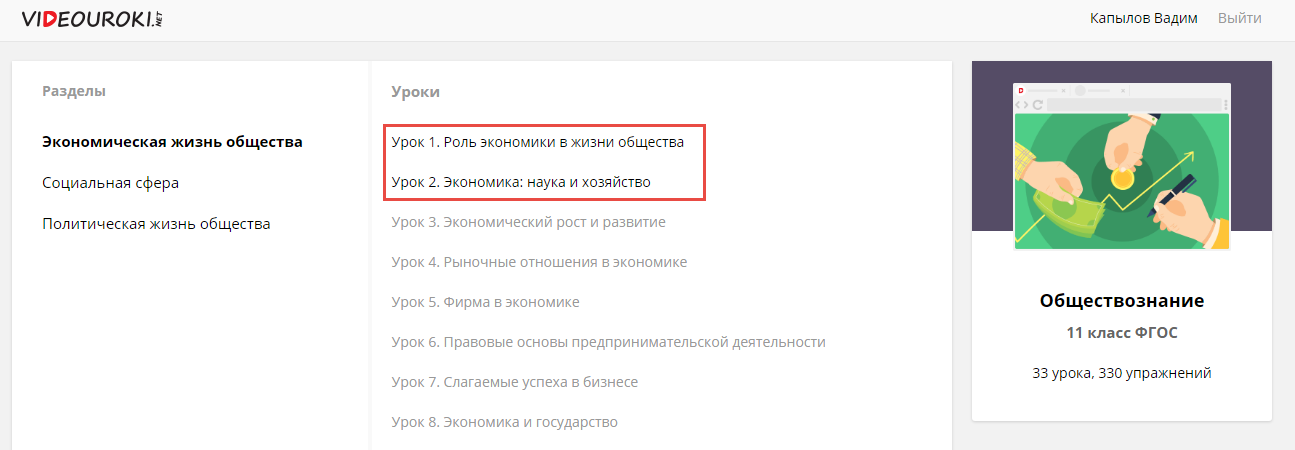 VIDEOUROKI.NET
Капылов Вадим Выйти
Разделы
Экономическая жизнь общества
Социальная сфера
Политическая жизнь общества
Уроки
Урок 1. Роль экономики в жизни общества
Урок 2. Экономика: наука и хозяйство
Урок 3. Экономический рост и развитие
Урок 4. Рыночные отношения в экономике
Урок 5. Фирма в экономике
Урок 6. Правовые основы предпринимательской деятельности
Урок 7. Слагаемые успеха в бизнесе
Урок 8. Экономика и государство
Обществознание
11 класс ФГОС
33 урока, 330 упражнений